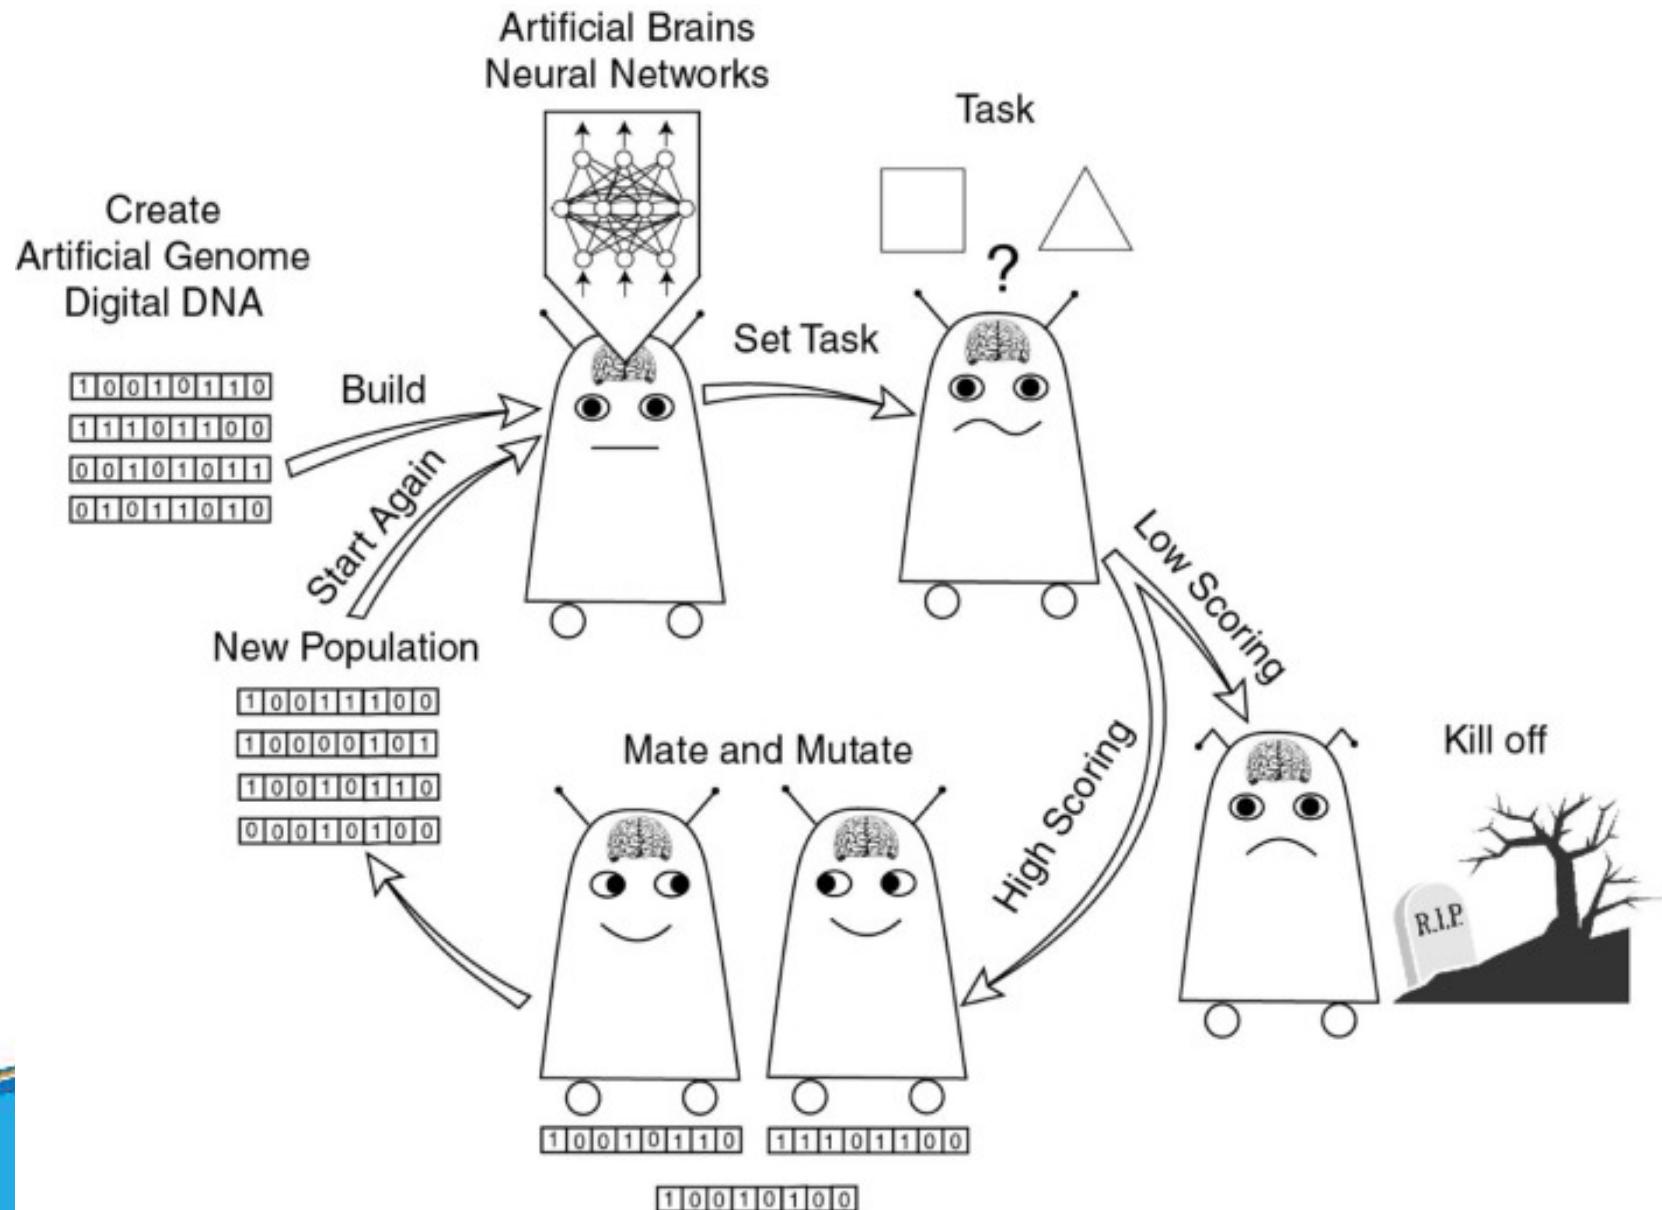 Artificial Brains
Neural Networks
Task
Create
Artificial Genome
Digital DNA
1 0 0 1 0 1 1 0
1 1 1 0 1 1 0 0
0 0 1 0 1 0 1 1
0 1 0 1 1 0 1 0
Build
Set Task
?
Start Again
Low Scoring
High Scoring
New Population
1 0 0 1 1 1 0 0
1 0 0 0 0 1 0 1
1 0 0 1 0 1 1 0
0 0 0 1 0 1 0 0
Mate and Mutate
Kill off
R.I.P.
1 0 0 1 0 1 1 0
1 1 1 0 1 1 0 0
1 0 0 1 0 1 0 0